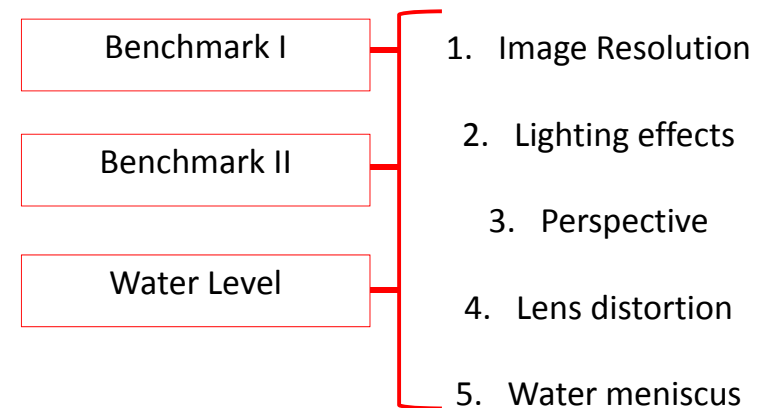 Benchmark I
Benchmark II
Water Level
1. Image Resolution
2. Lighting effects
3. Perspective
4. Lens distortion
5. Water meniscus